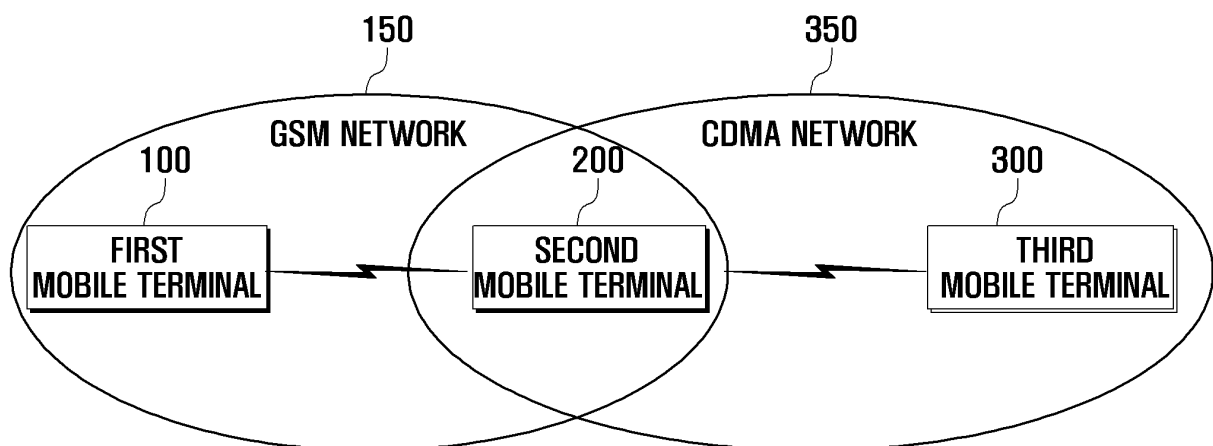 150
350
GSM NETWORK
CDMA NETWORK
100
200
300
FIRST
MOBILE TERMINAL
SECOND
MOBILE TERMINAL
THIRD
MOBILE TERMINAL